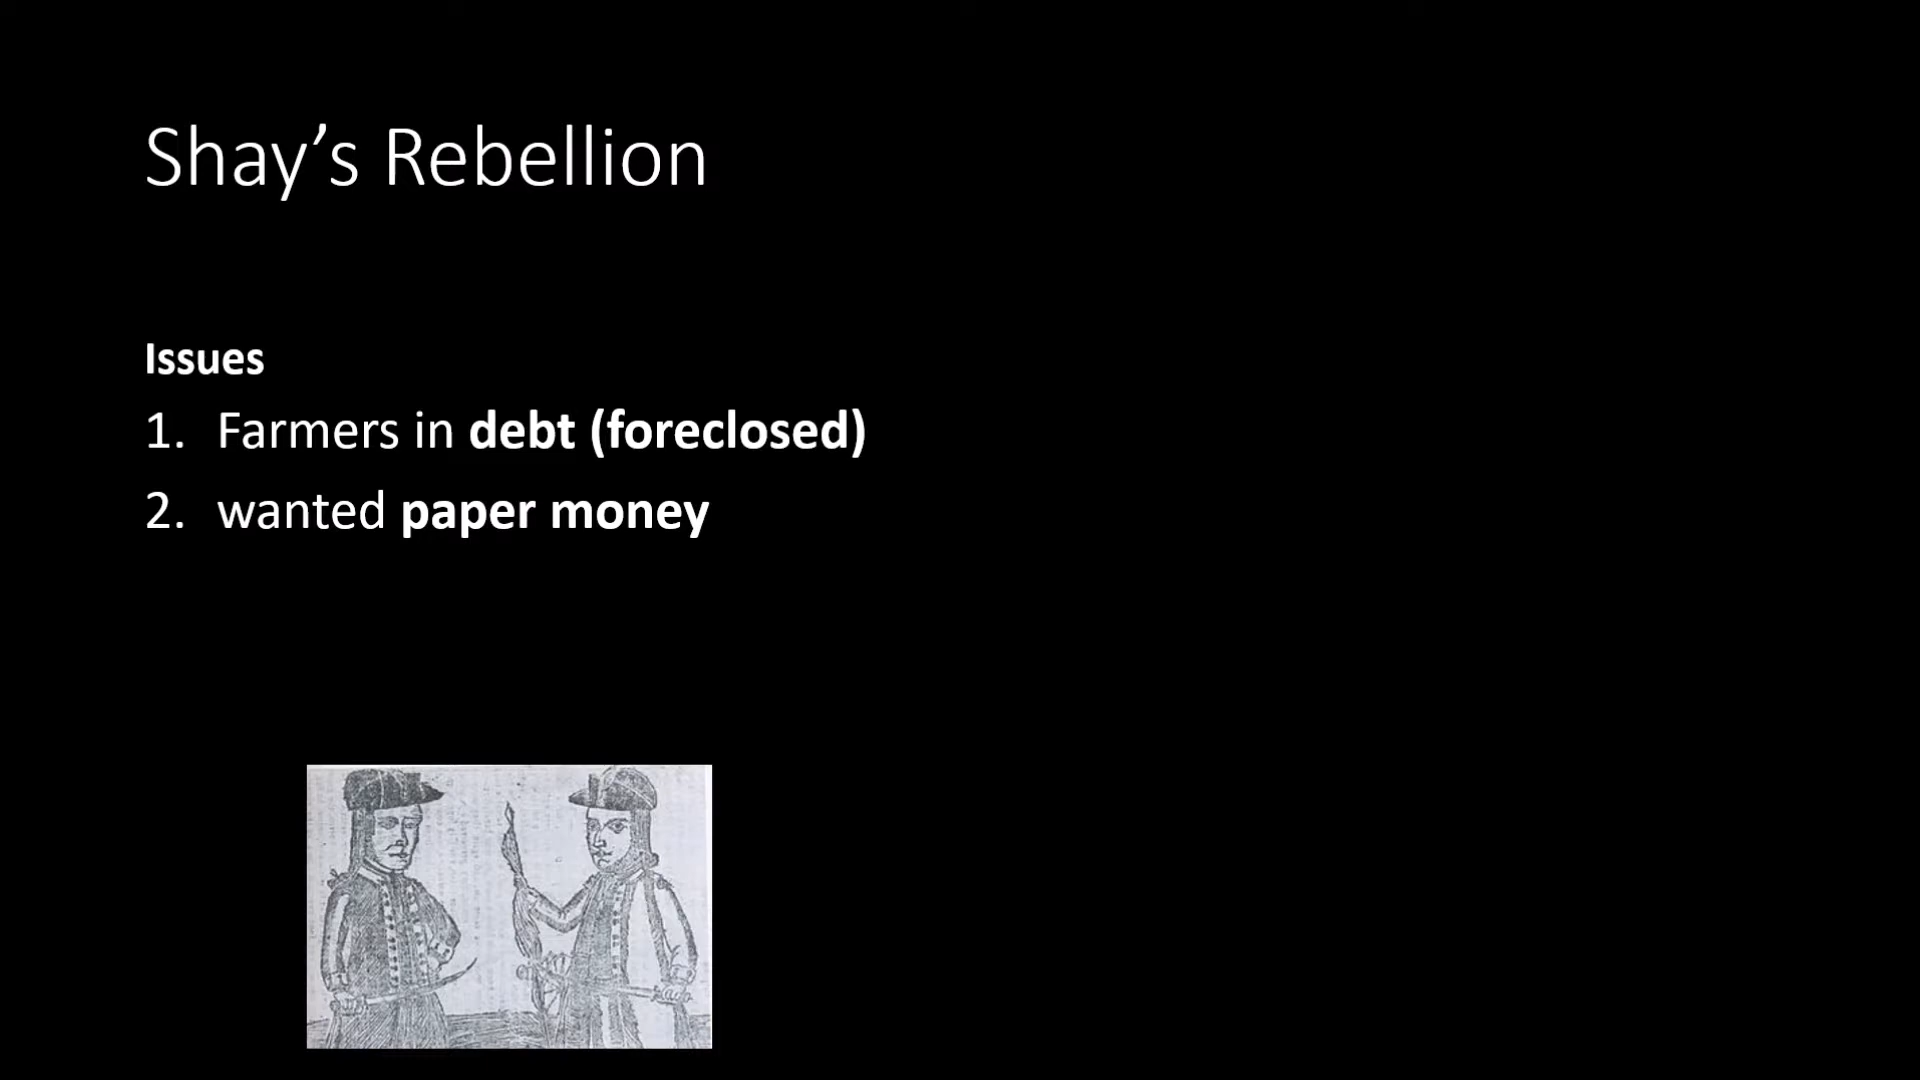 Shay’s Rebellion
Issues
1. Farmers in debt (foreclosed)
2. wanted paper money